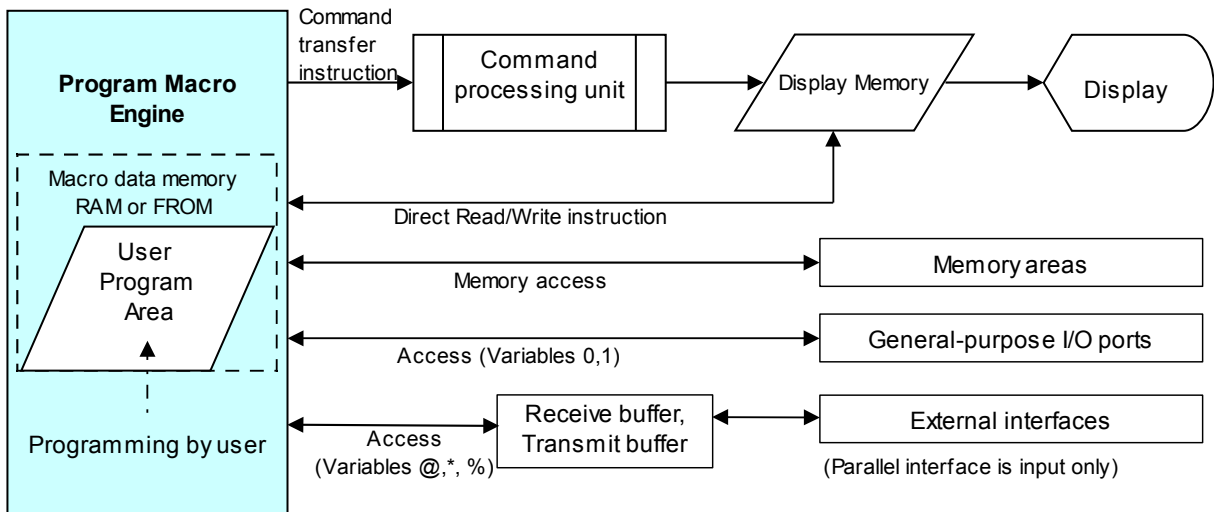 Program Macro
Engine
Macro data memory
RAM or FROM
User
Program
Area
Programming by user
Command
transfer
instruction
Command
processing unit
Display Memory
Display
Direct Read/Write instruction
Memory access
Memory areas
Access (Variables 0,1)
General-purpose I/O ports
Access
(Variables @,*, %)
Receive buffer,
Transmit buffer
External interfaces
(Parallel interface is input only)